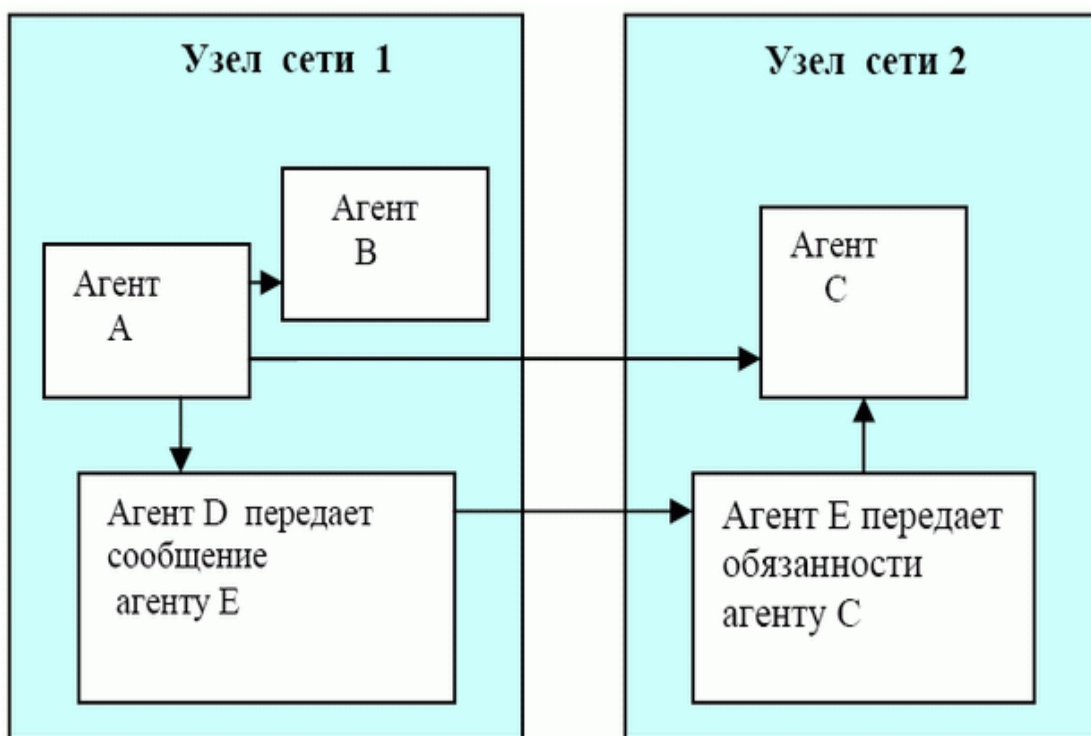 Узел сети 1
Агент
B
Агент
A
Агент D передает
сообщение
агенту E
Узел сети 2
Агент
C
Агент E передает
обязанности
агенту C